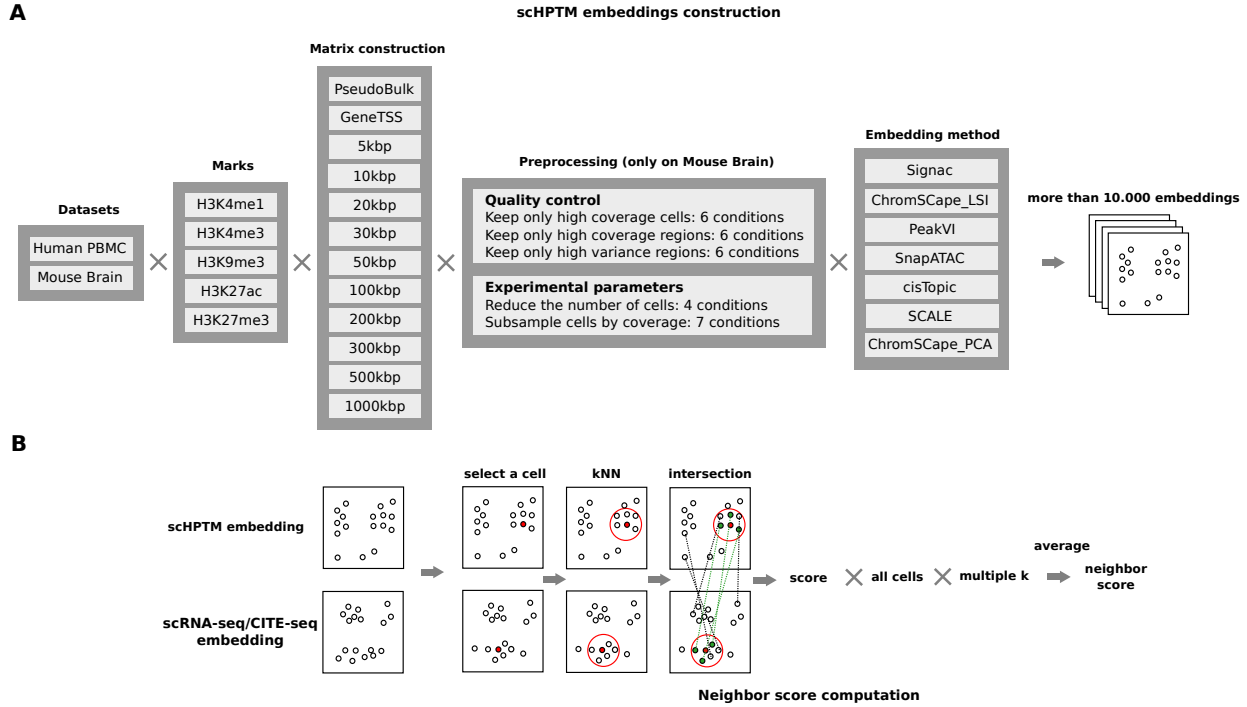 A
scHPTM embeddings construction
Datasets
Human PBMC
Mouse Brain
Marks
H3K4me1
H3K4me3
H3K9me3
H3K27ac
H3K27me3
Matrix construction
PseudoBulk
GeneTSS
5kbp
10kbp
20kbp
30kbp
50kbp
100kbp
200kbp
300kbp
500kbp
1000kbp
Preprocessing (only on Mouse Brain)
Quality control
Keep only high coverage cells: 6 conditions
Keep only high coverage regions: 6 conditions
Keep only high variance regions: 6 conditions
Experimental parameters
Reduce the number of cells: 4 conditions
Subsample cells by coverage: 7 conditions
Embedding method
Signac
ChromSCape_LSI
PeakVI
SnapATAC
cisTopic
SCALE
ChromSCape_PCA
more than 10.000 embeddings
B
scHPTM embedding
scRNA-seq/CITE-seq
embedding
select a cell
kNN
intersection
score
all cells
multiple k
average
neighbor
score
Neighbor score computation